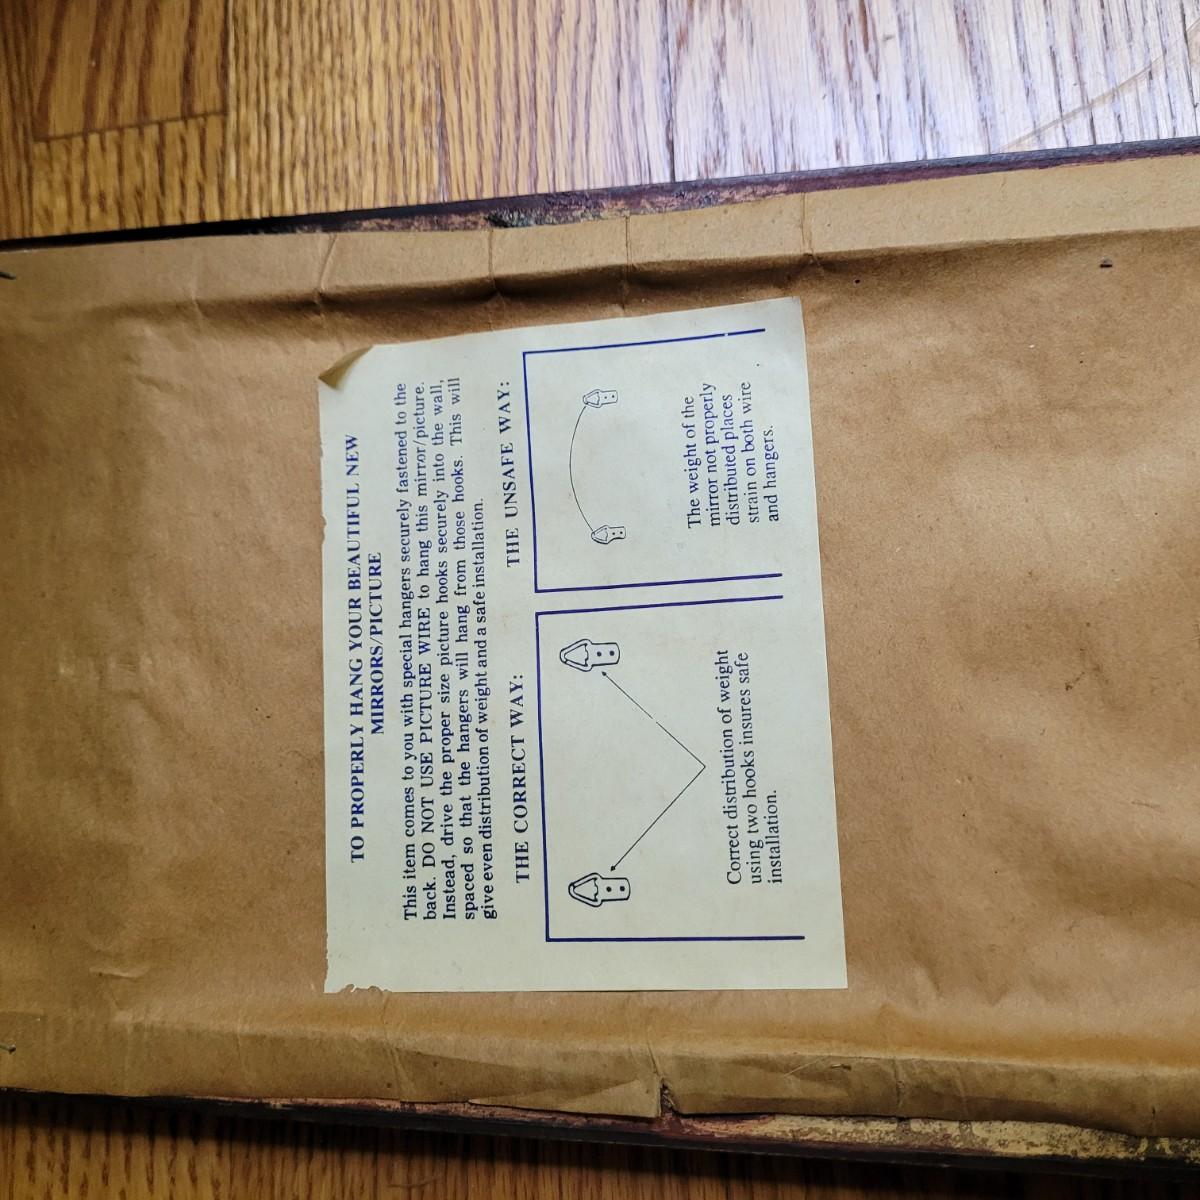 TO PROPERLY HANG YOUR BEAUTIFUL NEW
MIRRORS/PICTURE
This item comes to you with special hangers securely fastened to the
back. DO NOT USE PICTURE WIRE to hang this mirror/picture.
Instead, drive the proper size picture hooks securely into the wall,
spaced so that the hangers will hang from those hooks. This will
give even distribution of weight and a safe installation.
THE CORRECT WAY:
Correct distribution of weight
using two hooks insures safe
installation.
THE UNSAFE WAY:
The weight of the
mirror not properly
distributed places
strain on both wire
and hangers.